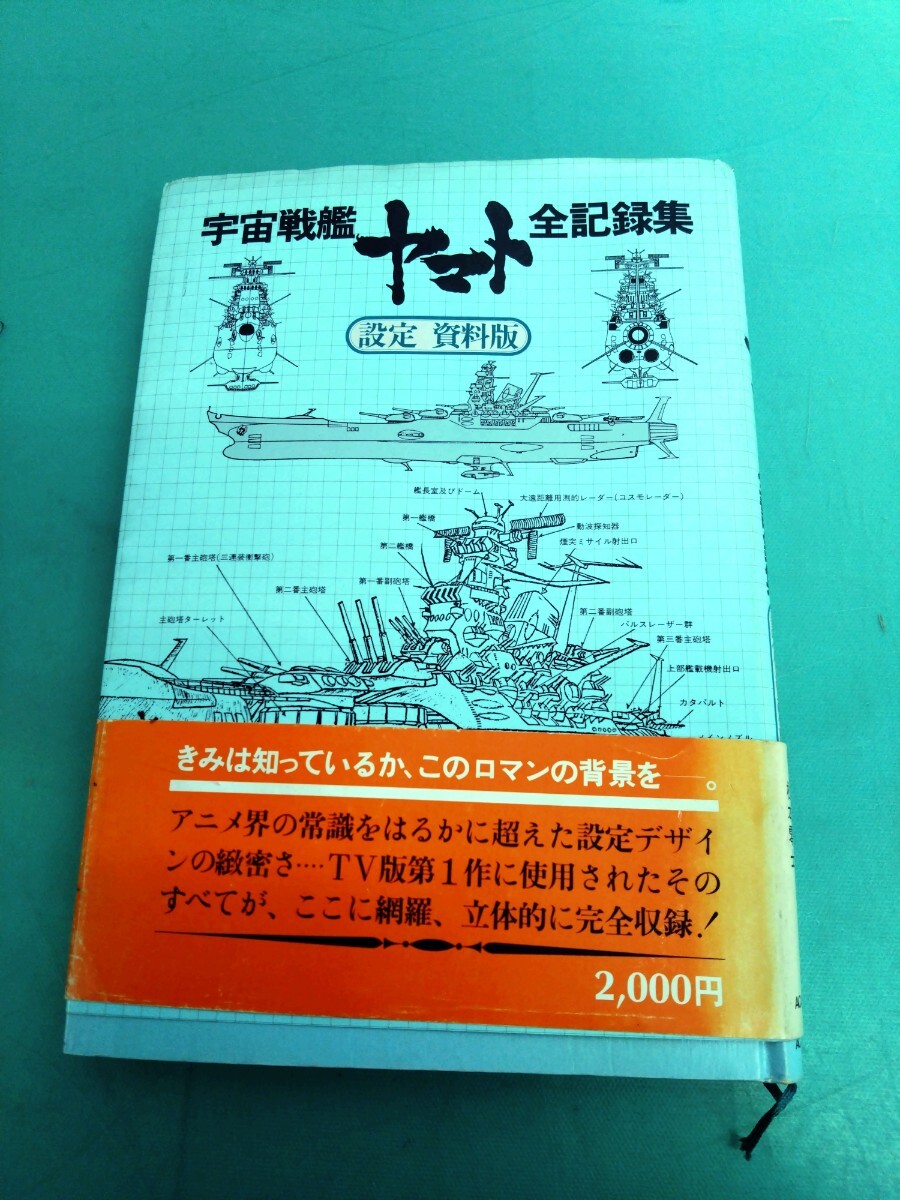 宇宙戦艦 ヤマト 全記録集
設定 資料版
艦長室及びドーム
大遠距離用測的レーダー(コスモレーダー)
第一艦橋
動波探知器
煙突ミサイル射出口
第二艦橋
第一番主砲塔(三連装衝撃砲)
第二番主砲塔
第一番副砲塔
主砲塔ターレット
第二番副砲塔
パルスレーザー群
第三番主砲塔
上部艦載機射出口
カタパルト
きみは知っているか、このロマンの背景を――。
アニメ界の常識をはるかに超えた設定デザイ
ンの緻密さ‥‥TV版第1作に使用されたその
すべてが、ここに網羅、立体的に完全収録!
2,000円